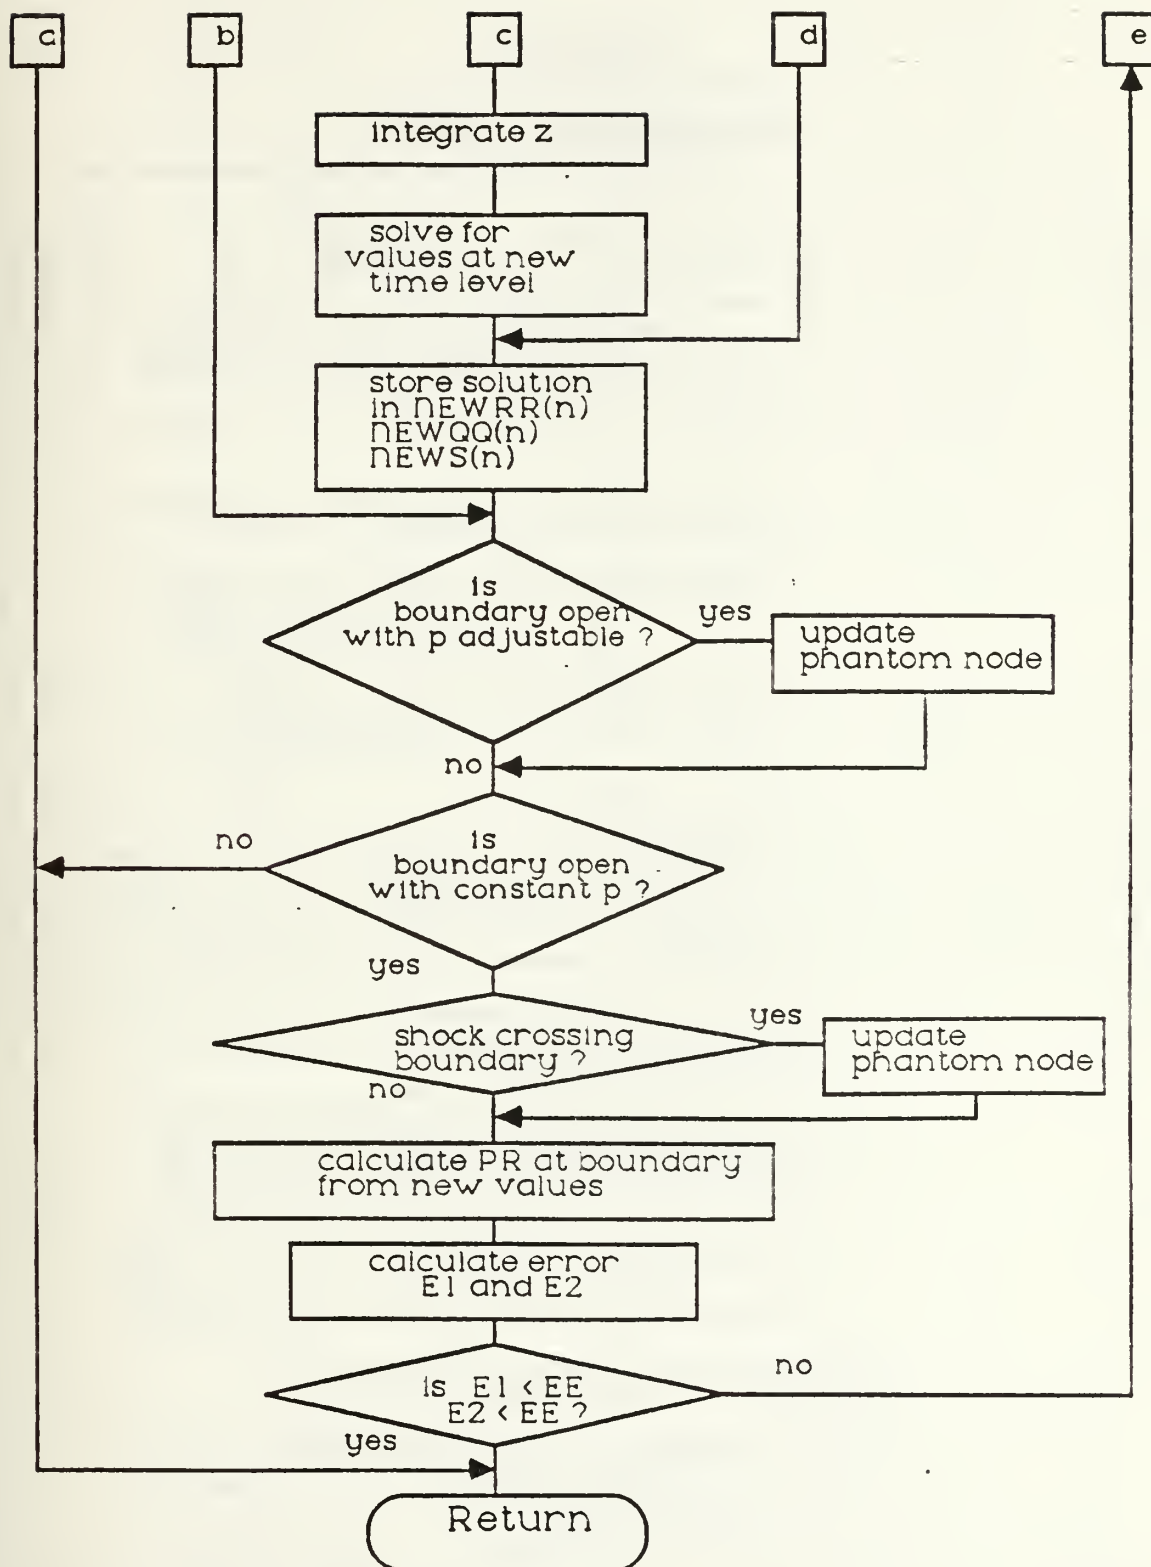 a
b
c
d
e
integrate z
solve for
values at new
time level
store solution
in NEWRR(n)
NEWQQ(n)
NEWS(n)
is
boundary open
with p adjustable ?
yes
update
phantom node
no
no
is
boundary open
with constant p ?
yes
shock crossing
boundary ?
yes
update
phantom node
no
calculate PR at boundary
from new values
calculate error
E1 and E2
is E1 < EE
E2 < EE ?
no
yes
Return